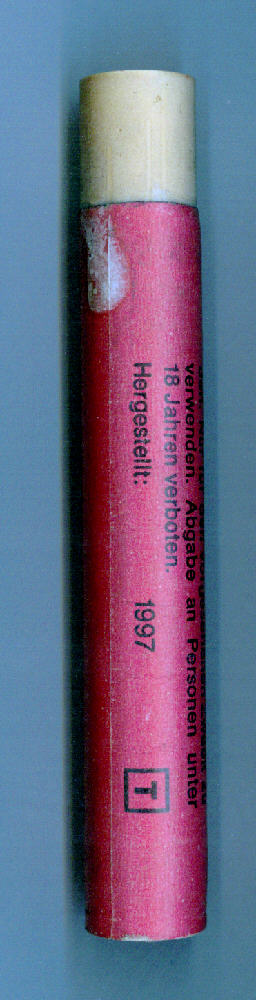 verwenden. Abgabe an Personen unter
18 Jahren verboten.
Hergestellt: 1997
T